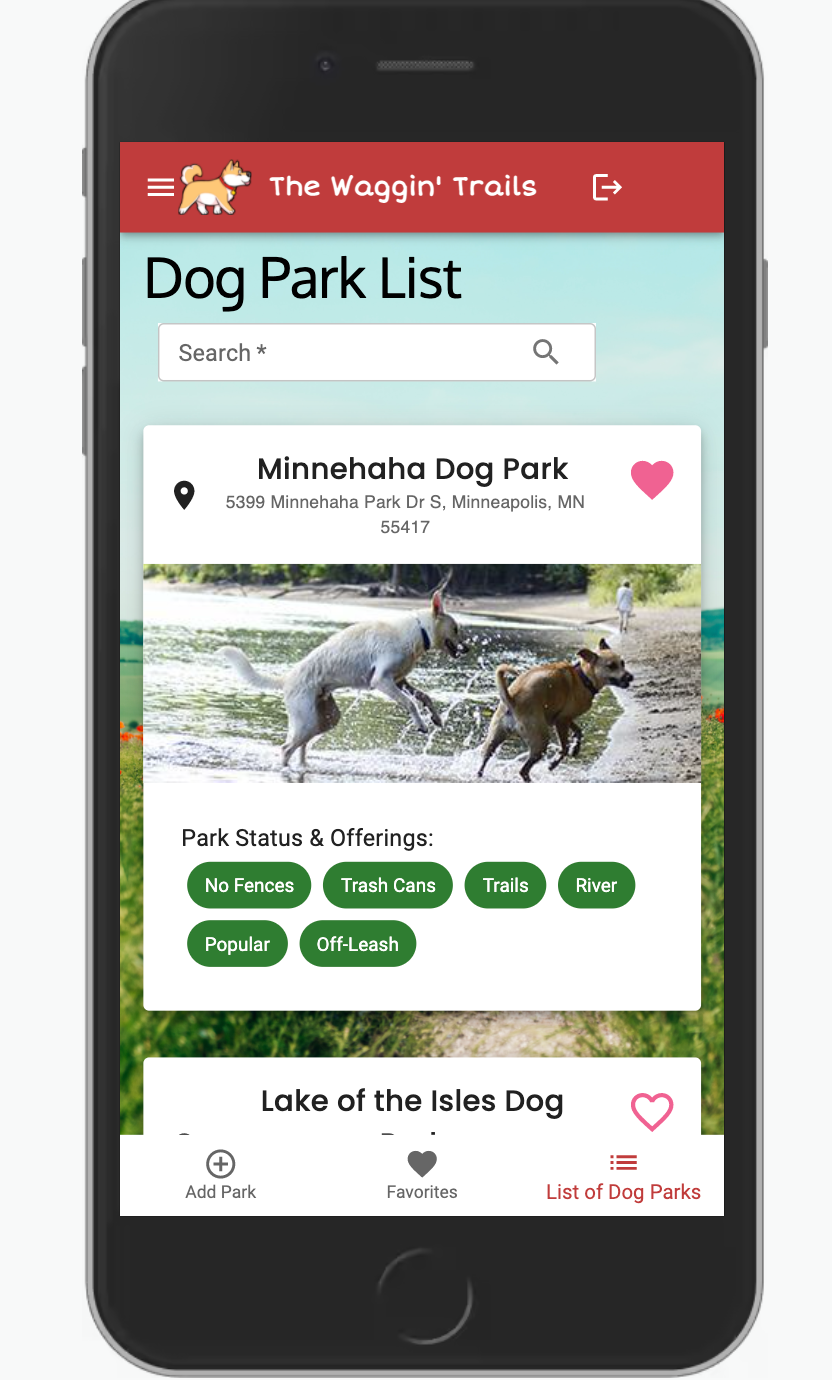 The Waggin' Trails
Dog Park List
Search *
Minnehaha Dog Park
5399 Minnehaha Park Dr S, Minneapolis, MN
55417
Park Status & Offerings:
No Fences Trash Cans Trails River
Popular Off-Leash
Lake of the Isles Dog
Add Park Favorites List of Dog Parks